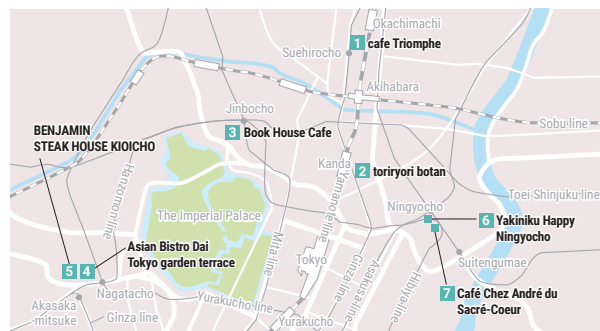 Okachimachi
1 cafe Triomphe
Suehirocho
Akihabara
Jinbocho
Sobu line
BENJAMIN
STEAK HOUSE KIOICHO
3 Book House Cafe
Kanda
2 toriryori botan
Hanzomon line
Yamanote line
Toei Shinjuku line
Ningyocho
The Imperial Palace
6 Yakiniku Happy
Ningyocho
Asian Bistro Dai
Tokyo garden terrace
Mita line
Tokyo
Ginza line
Asakusa line
Hibiya line
Suitengumae
5 4
Nagatacho
7 Café Chez André du
Sacré-Coeur
Akasaka
mitsuke
Ginza line
Yurakucho line
Yurakucho